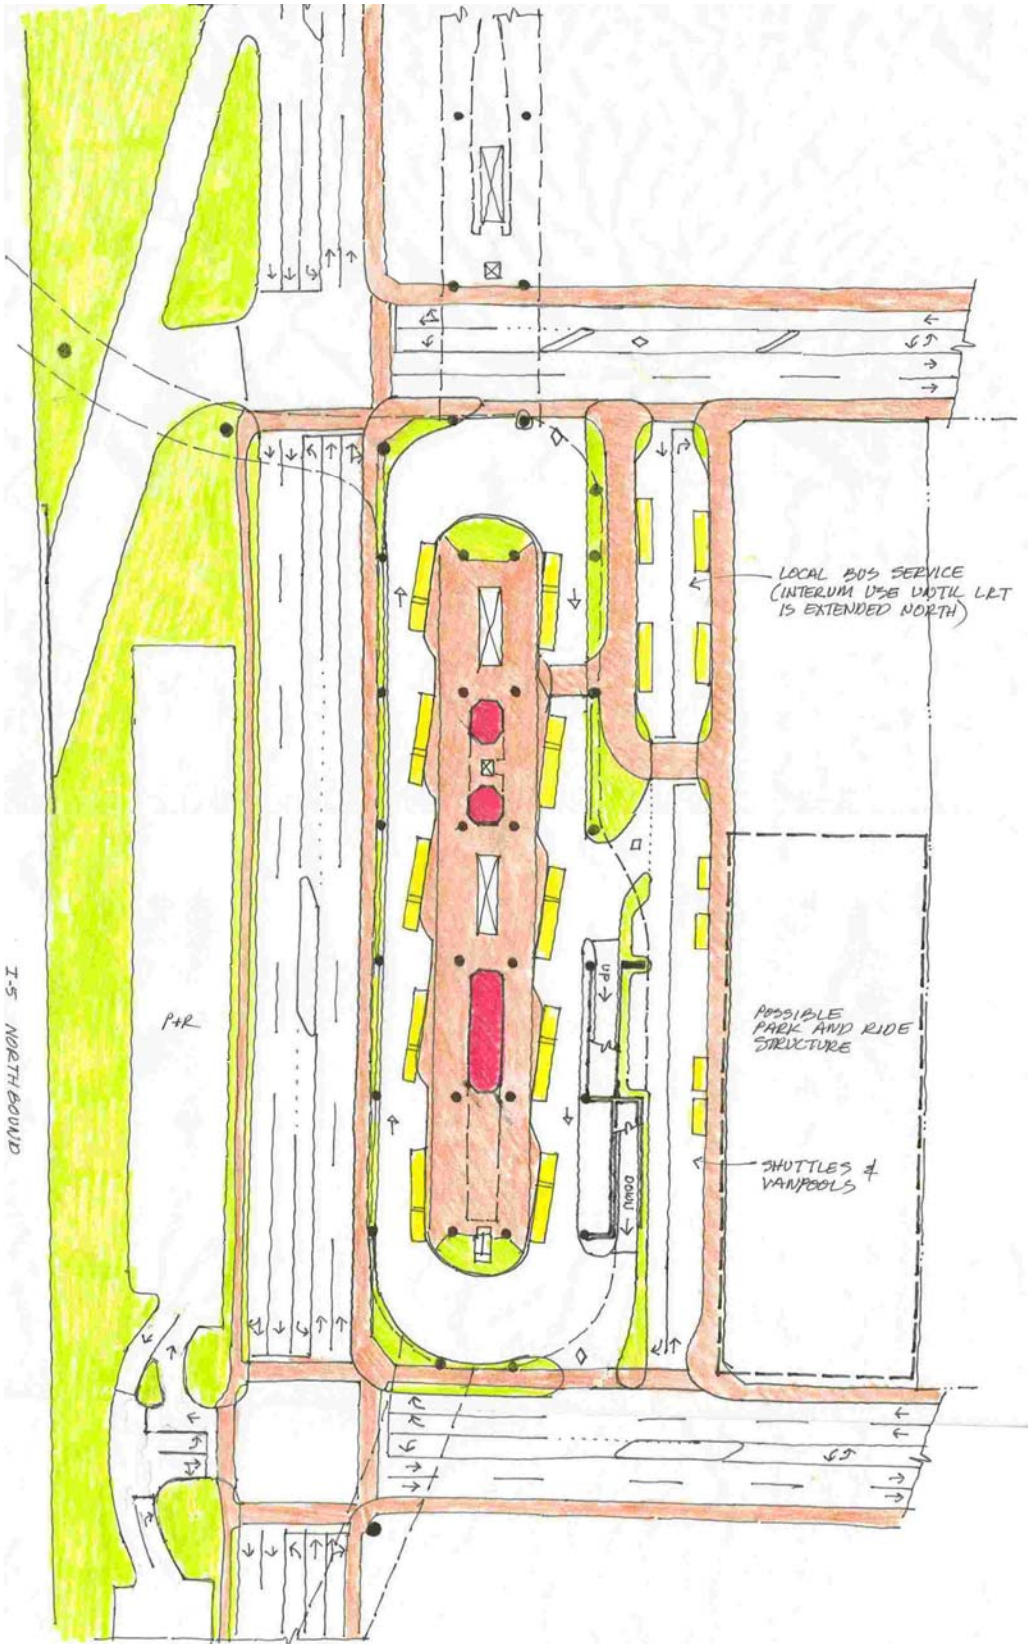 LOCAL BUS SERVICE
(INTERUM USE UNTIL LRT
IS EXTENDED NORTH)
UP
P+R
POSSIBLE
PARK AND RIDE
STRUCTURE
I-5 NORTHBOUND
SHUTTLES &
VANPOOLS
DOWN